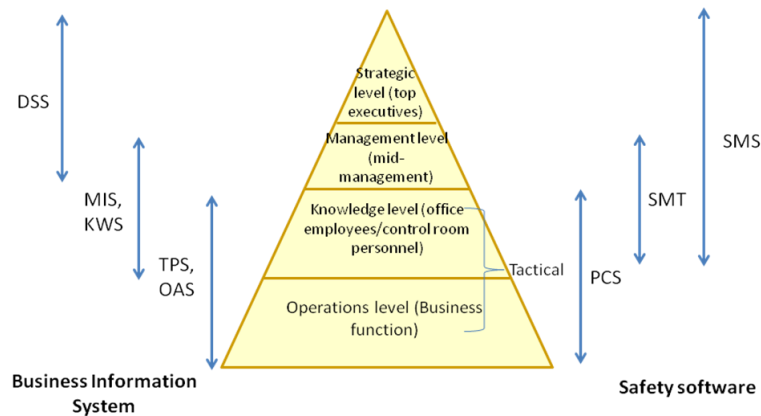 Strategic
level (top
executives)
Management level
(mid-
management)
Knowledge level (office
employees/control room
personnel)
Operations level (Business
function)
Tactical
DSS
MIS,
KWS
TPS,
OAS
Business Information
System
SMS
SMT
PCS
Safety software